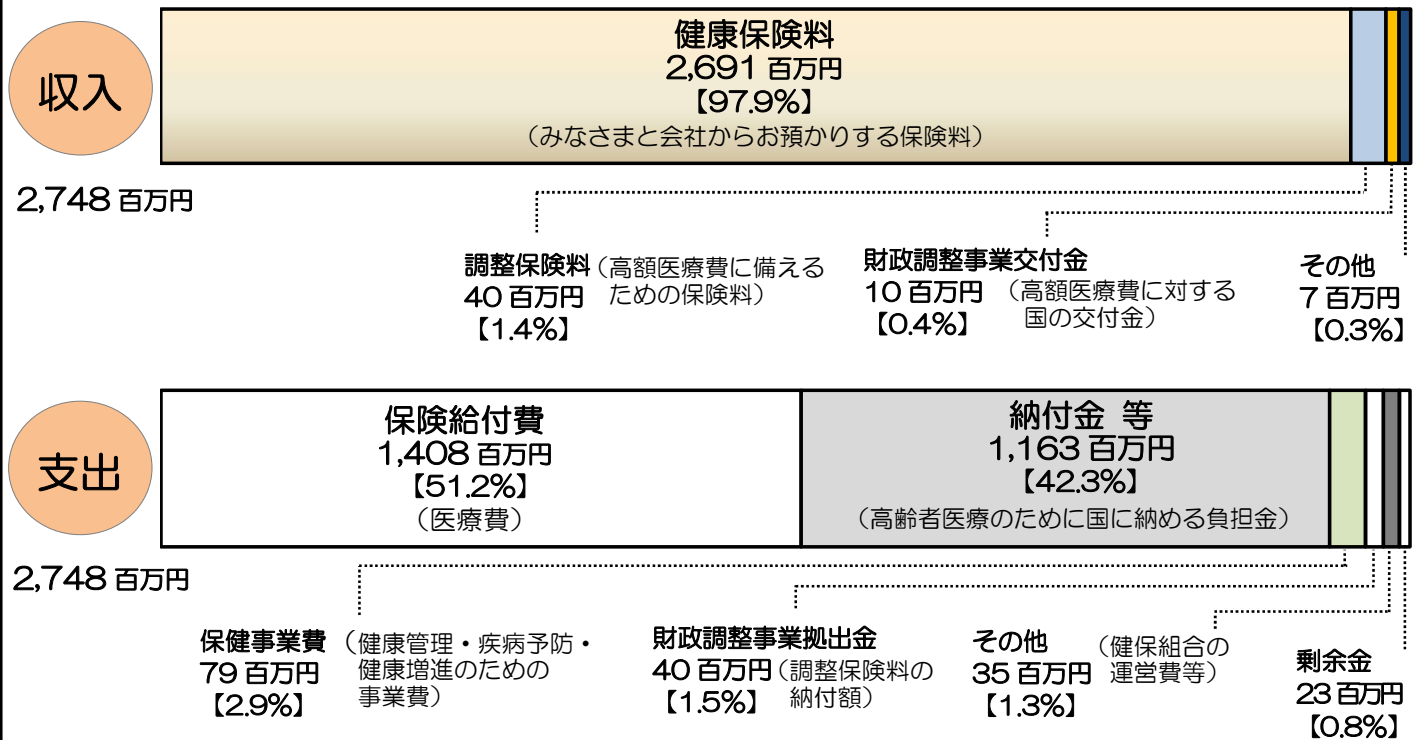 収入
2,748 百万円
健康保険料
2,691 百万円
【97.9%】
（みなさまと会社からお預かりする保険料）
調整保険料（高額医療費に備える
40 百万円 ための保険料）
【1.4%】
財政調整事業交付金
10 百万円 （高額医療費に対する
【0.4%】 国の交付金）
その他
7 百万円
【0.3%】
支出
2,748 百万円
保険給付費
1,408 百万円
【51.2%】
（医療費）
納付金 等
1,163 百万円
【42.3%】
（高齢者医療のために国に納める負担金）
保健事業費 （健康管理・疾病予防・
79 百万円 健康増進のための
【2.9%】 事業費）
財政調整事業拠出金
40 百万円（調整保険料の
【1.5%】 納付額）
その他 （健保組合の
35 百万円 運営費等）
【1.3%】
剰余金
23 百万円
【0.8%】